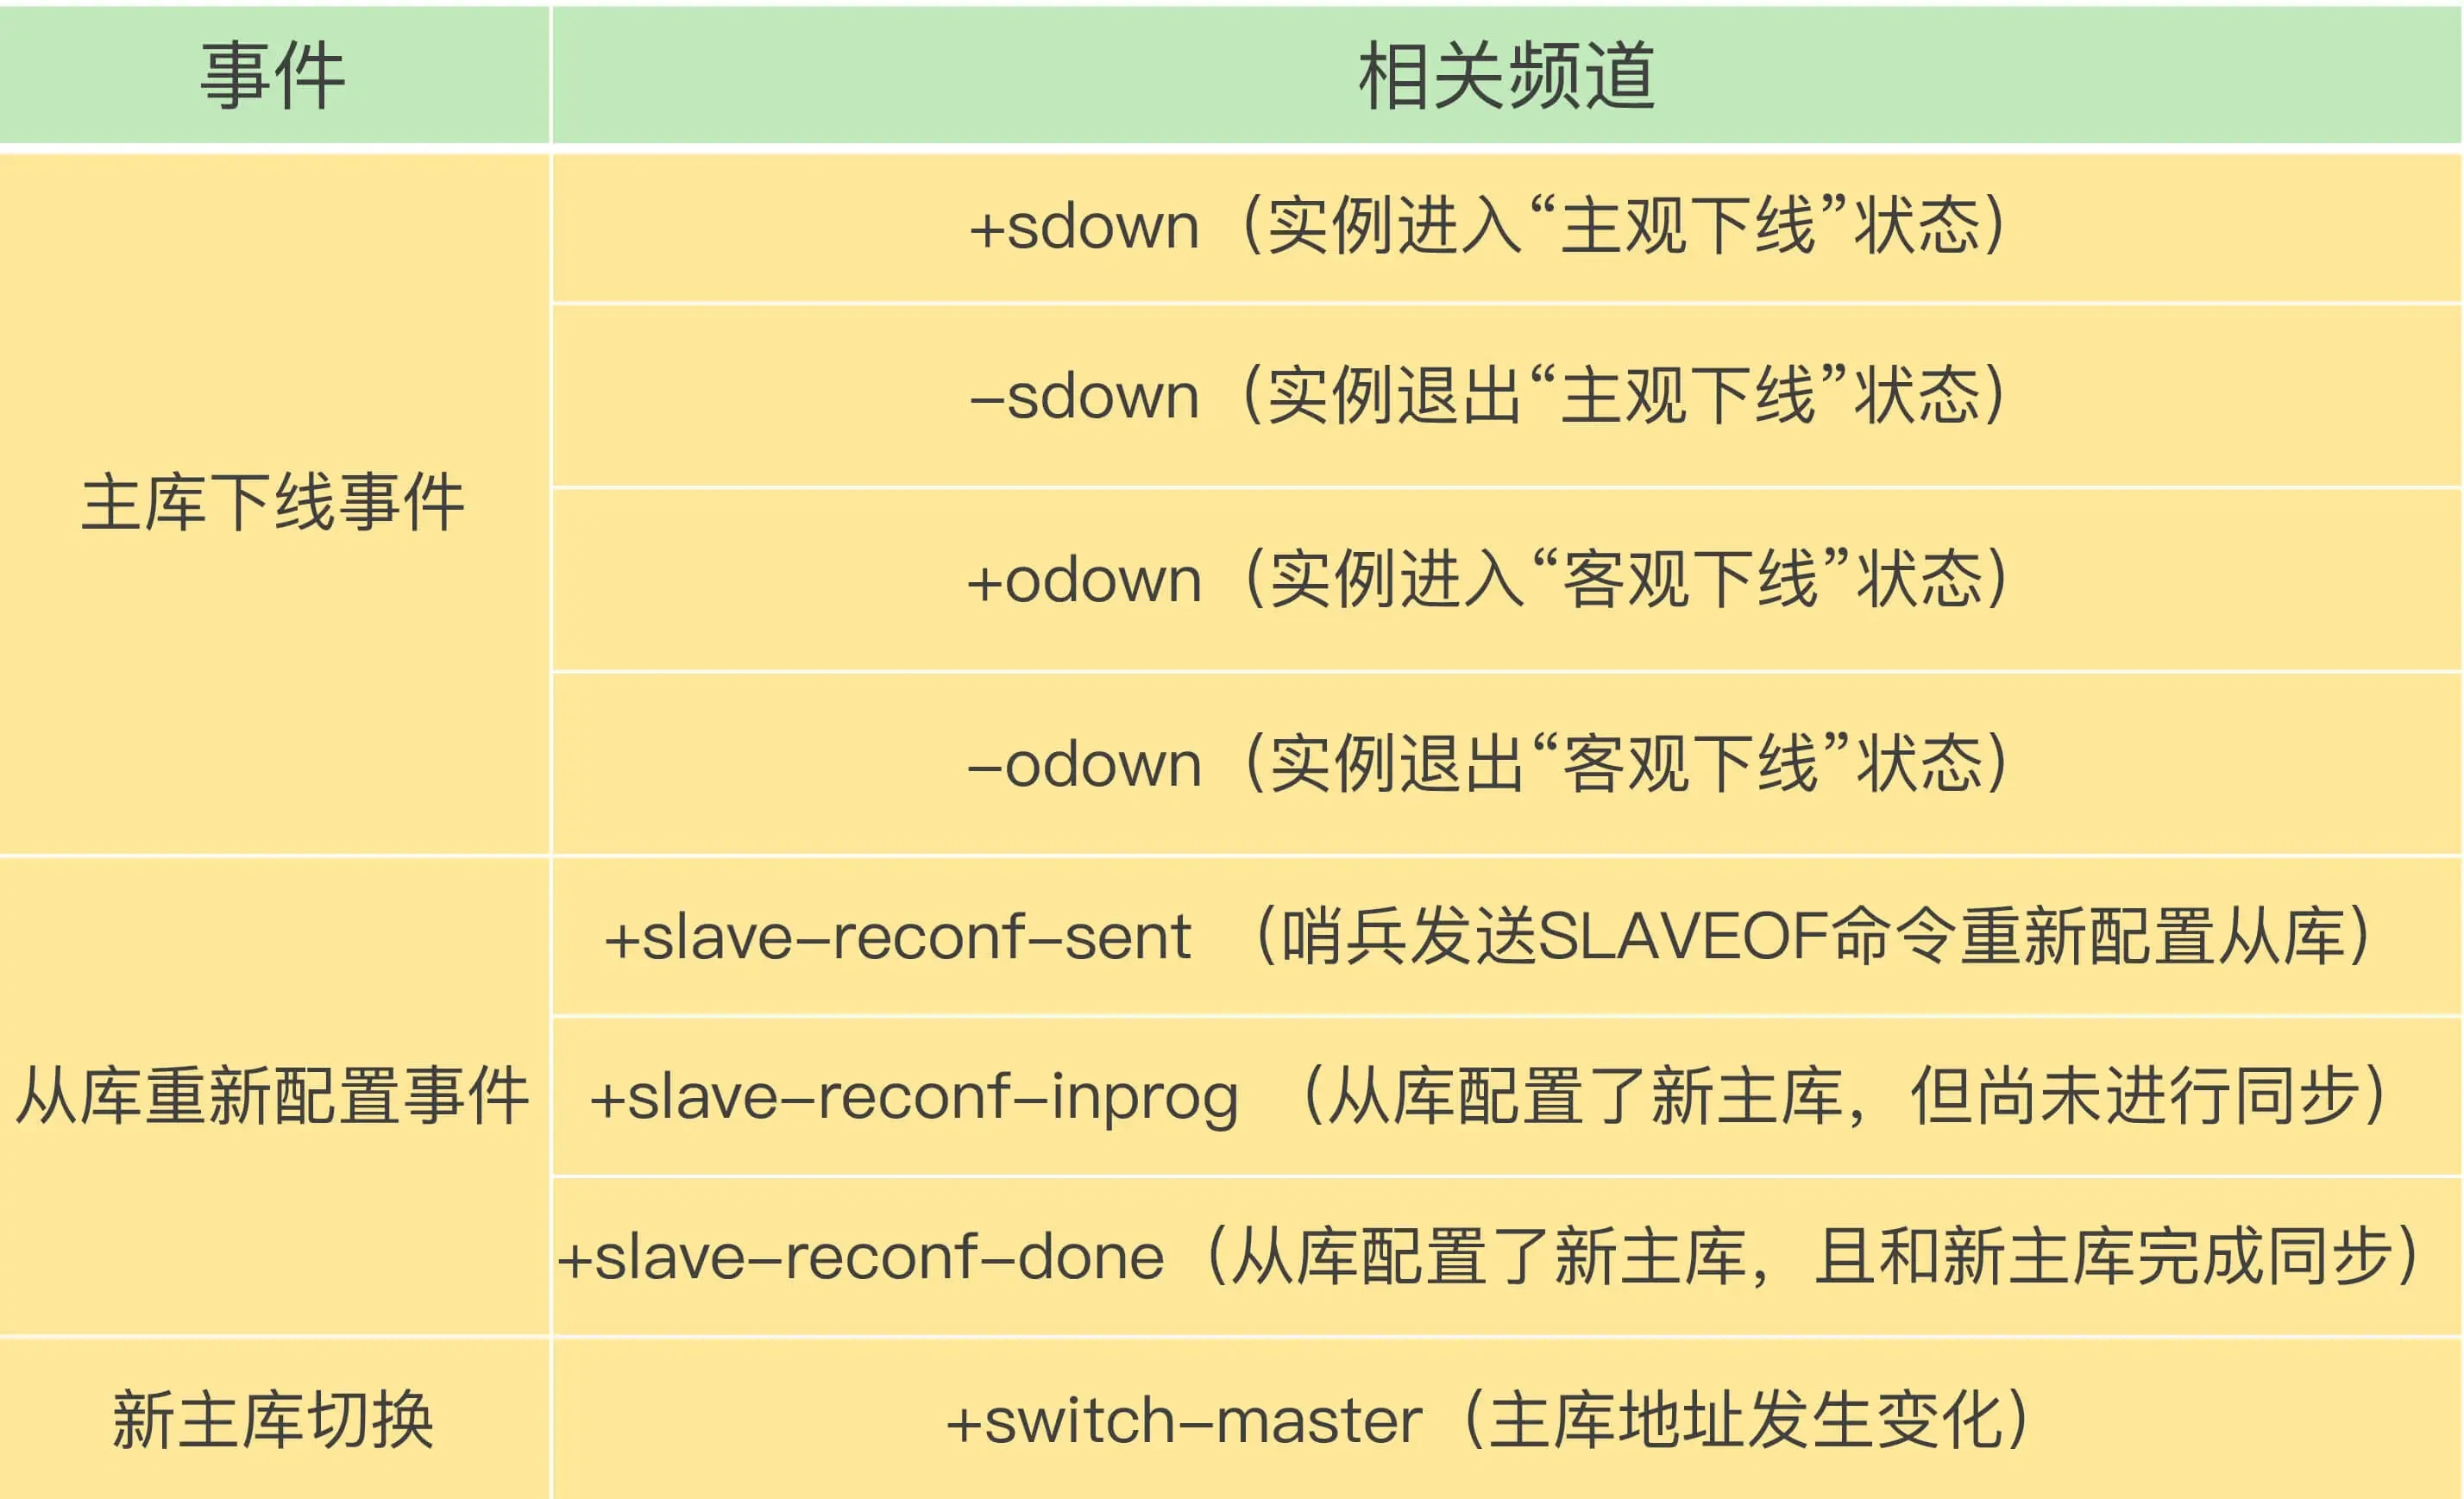 事件
相关频道
主库下线事件
+sdown（实例进入“主观下线”状态）
–sdown（实例退出“主观下线”状态）
+odown（实例进入“客观下线”状态）
–odown（实例退出“客观下线”状态）
从库重新配置事件
+slave–reconf–sent （哨兵发送SLAVEOF命令重新配置从库）
+slave–reconf–inprog （从库配置了新主库，但尚未进行同步）
+slave–reconf–done（从库配置了新主库，且和新主库完成同步）
新主库切换
+switch–master（主库地址发生变化）